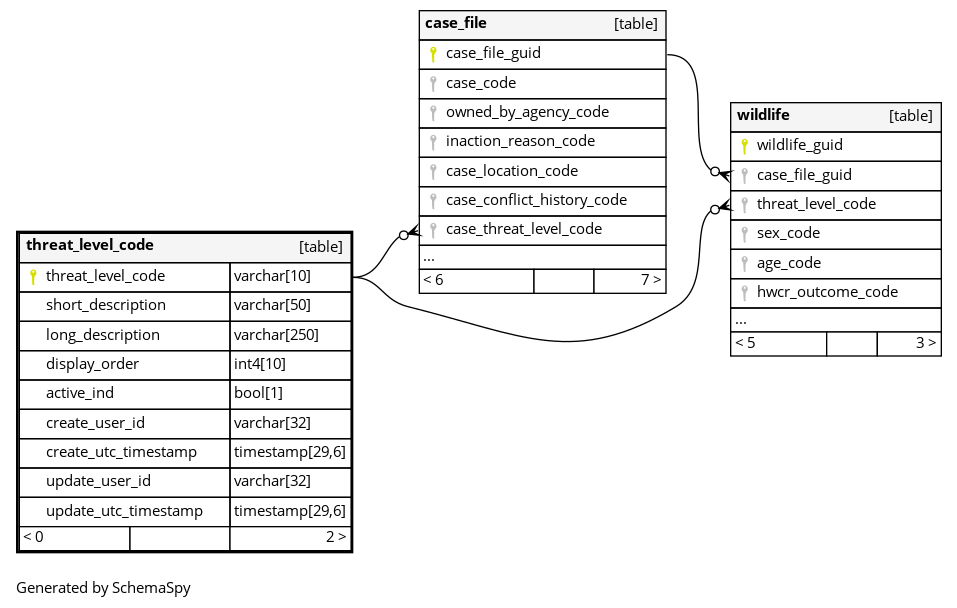 case_file [table]
case_file_guid
case_code
owned_by_agency_code
inaction_reason_code
case_location_code
case_conflict_history_code
case_threat_level_code
...
< 6 7 >
wildlife [table]
wildlife_guid
case_file_guid
threat_level_code
sex_code
age_code
hwcr_outcome_code
...
< 5 3 >
threat_level_code [table]
threat_level_code varchar[10]
short_description varchar[50]
long_description varchar[250]
display_order int4[10]
active_ind bool[1]
create_user_id varchar[32]
create_utc_timestamp timestamp[29,6]
update_user_id varchar[32]
update_utc_timestamp timestamp[29,6]
< 0 2 >
Generated by SchemaSpy